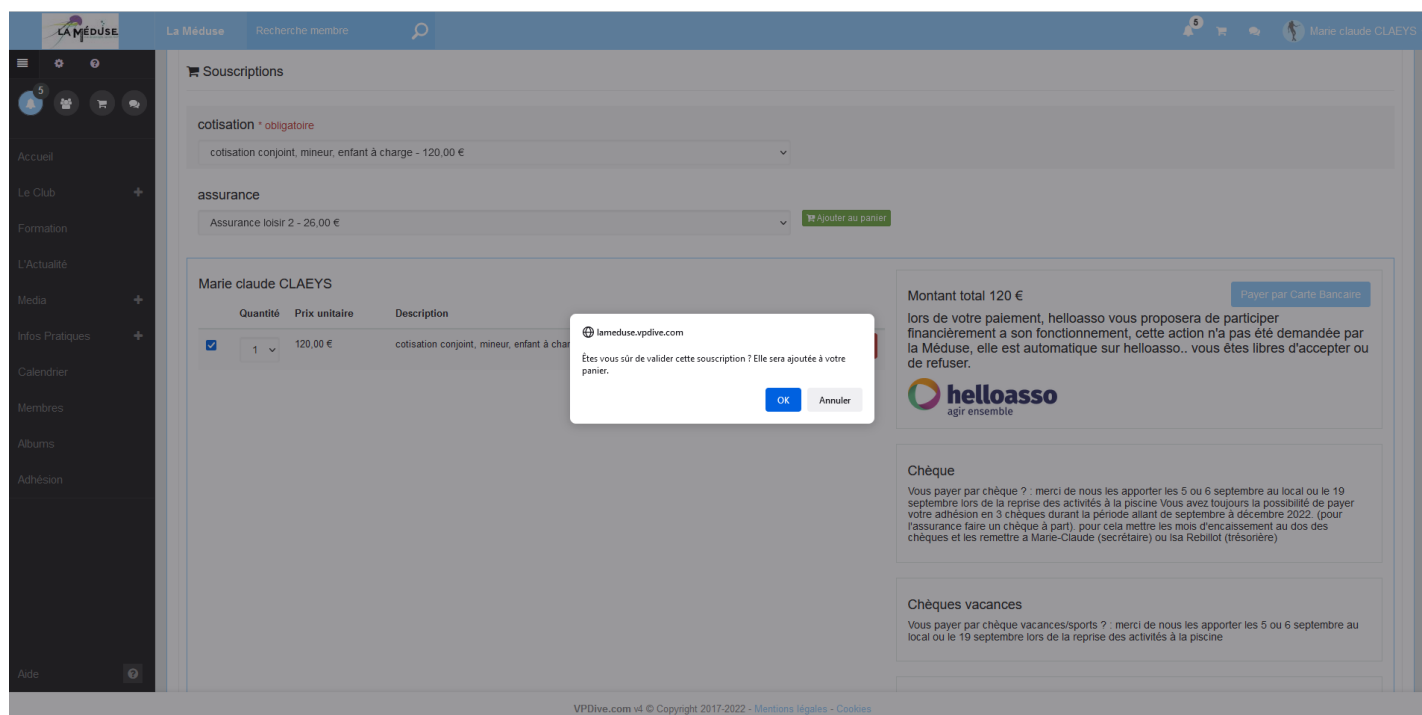 LA MÉDUSE
La Méduse
Recherche membre
5
Marie claude CLAEYS
5
Accueil
Le Club
Formation
L'Actualité
Media
Infos Pratiques
Calendrier
Membres
Albums
Adhésion
Aide
Souscriptions
cotisation * obligatoire
cotisation conjoint, mineur, enfant à charge - 120,00 €
assurance
Assurance loisir 2 - 26,00 €
Ajouter au panier
Marie claude CLAEYS
Quantité Prix unitaire Description
1 120,00 € cotisation conjoint, mineur, enfant à char
lameduse.vpdive.com
Êtes vous sûr de valider cette souscription ? Elle sera ajoutée à votre
panier.
OK Annuler
Montant total 120 €
Payer par Carte Bancaire
lors de votre paiement, helloasso vous proposera de participer
financièrement a son fonctionnement, cette action n'a pas été demandée par
la Méduse, elle est automatique sur helloasso.. vous êtes libres d'accepter ou
de refuser.
helloasso
agir ensemble
Chèque
Vous payer par chèque ? : merci de nous les apporter les 5 ou 6 septembre au local ou le 19
septembre lors de la reprise des activités à la piscine Vous avez toujours la possibilité de payer
votre adhésion en 3 chèques durant la période allant de septembre à décembre 2022. (pour
l'assurance faire un chèque à part). pour cela mettre les mois d'encaissement au dos des
chèques et les remettre a Marie-Claude (secrétaire) ou Isa Rebillot (trésorière)
Chèques vacances
Vous payer par chèque vacances/sports ? : merci de nous les apporter les 5 ou 6 septembre au
local ou le 19 septembre lors de la reprise des activités à la piscine
VPDive.com v4 © Copyright 2017-2022 - Mentions légales - Cookies